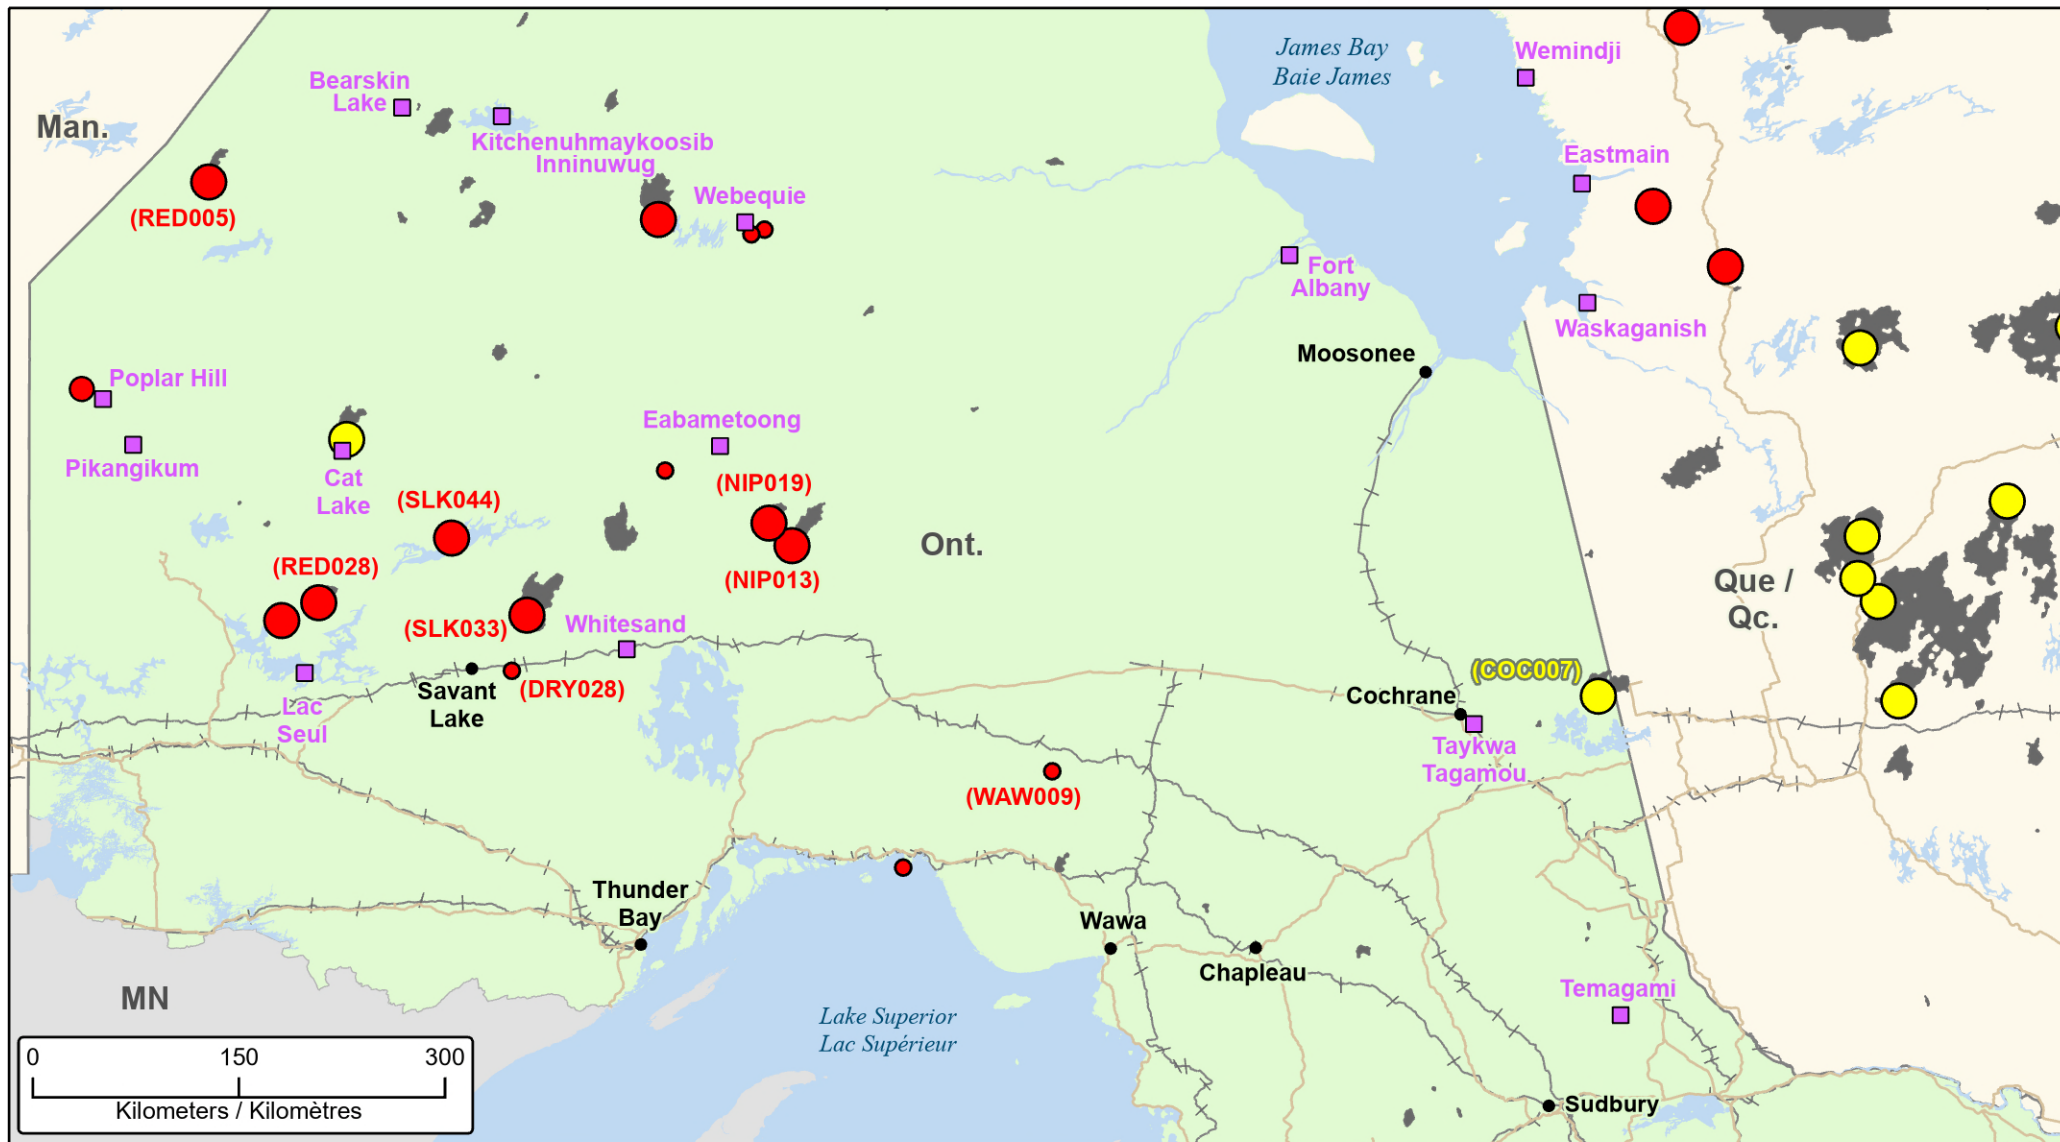 James Bay
Baie James
Wemindji
Bearskin
Lake
Man.
Kitchenuhmaykoosib
Inninuwug
Eastmain
Webequie
(RED005)
Fort
Albany
Waskaganish
Moosonee
Poplar Hill
Eabametoong
Pikangikum
Cat
Lake
(SLK044)
(NIP019)
Ont.
(RED028)
(NIP013)
Que /
Qc.
(SLK033)
Whitesand
(COC007)
Savant
Lake
(DRY028)
Cochrane
Lac
Seul
Taykwa
Tagamou
(WAW009)
Thunder
Bay
Wawa
Chapleau
MN
Temagami
Lake Superior
Lac Supérieur
0 150 300
Kilometers / Kilomètres
Sudbury